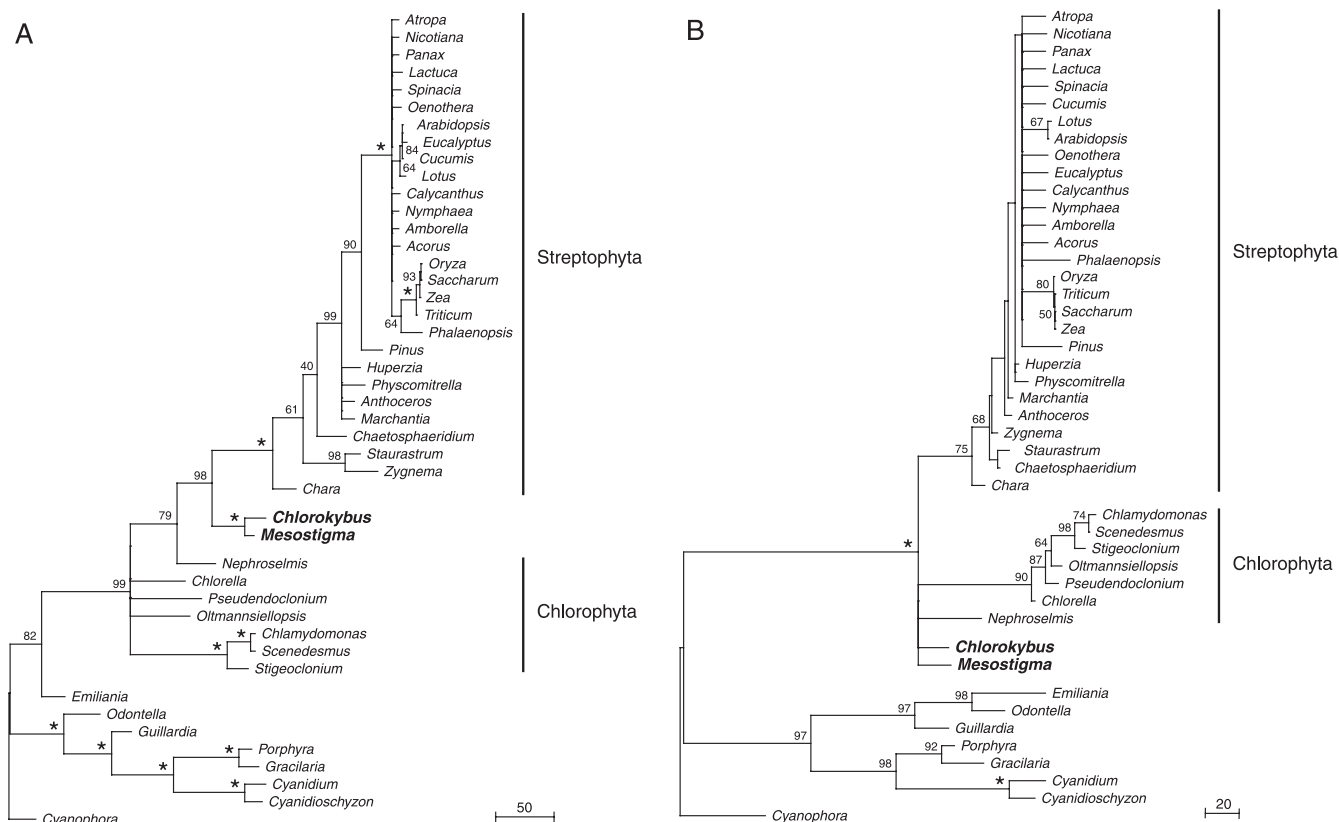 A
Atropa
Nicotiana
Panax
Lactuca
Spinacia
Oenothera
Arabidopsis
Eucalyptus
84
Cucumis
64
Lotus
*
Calycanthus
Nymphaea
Amborella
Acorus
Oryza
93
Saccharum
*
Zea
Triticum
64
Phalaenopsis
90
Pinus
99
Huperzia
Physcomitrella
Anthoceros
Marchantia
40
Chaetosphaeridium
61
98
Staurastrum
Zygnema
*
Chara
98
*
Chlorokybus
Mesostigma
79
Nephroselmis
99
Chlorella
Pseudendoclonium
Oltmannsiellopsis
*
*
Chlamydomonas
Scenedesmus
Stigeoclonium
82
Emiliania
*
Odontella
*
Guillardia
*
*
Porphyra
Gracilaria
*
Cyanidium
Cyanidioschyzon
Cyanophora
50
Streptophyta
Chlorophyta
B
Atropa
Nicotiana
Panax
Lactuca
Spinacia
Cucumis
67
Lotus
Arabidopsis
Oenothera
Eucalyptus
Calycanthus
Nymphaea
Amborella
Acorus
Phalaenopsis
80
Oryza
Triticum
50
Saccharum
Zea
Pinus
Huperzia
Physcomitrella
Marchantia
Anthoceros
68
Zygnema
75
Staurastrum
Chaetosphaeridium
Chara
*
74
Chlamydomonas
98
Scenedesmus
64
Stigeoclonium
87
Oltmannsiellopsis
90
Pseudendoclonium
Chlorella
Nephroselmis
Chlorokybus
Mesostigma
98
Emiliania
97
Odontella
Guillardia
97
92
Porphyra
98
Gracilaria
*
Cyanidium
Cyanidioschyzon
Cyanophora
20
Streptophyta
Chlorophyta